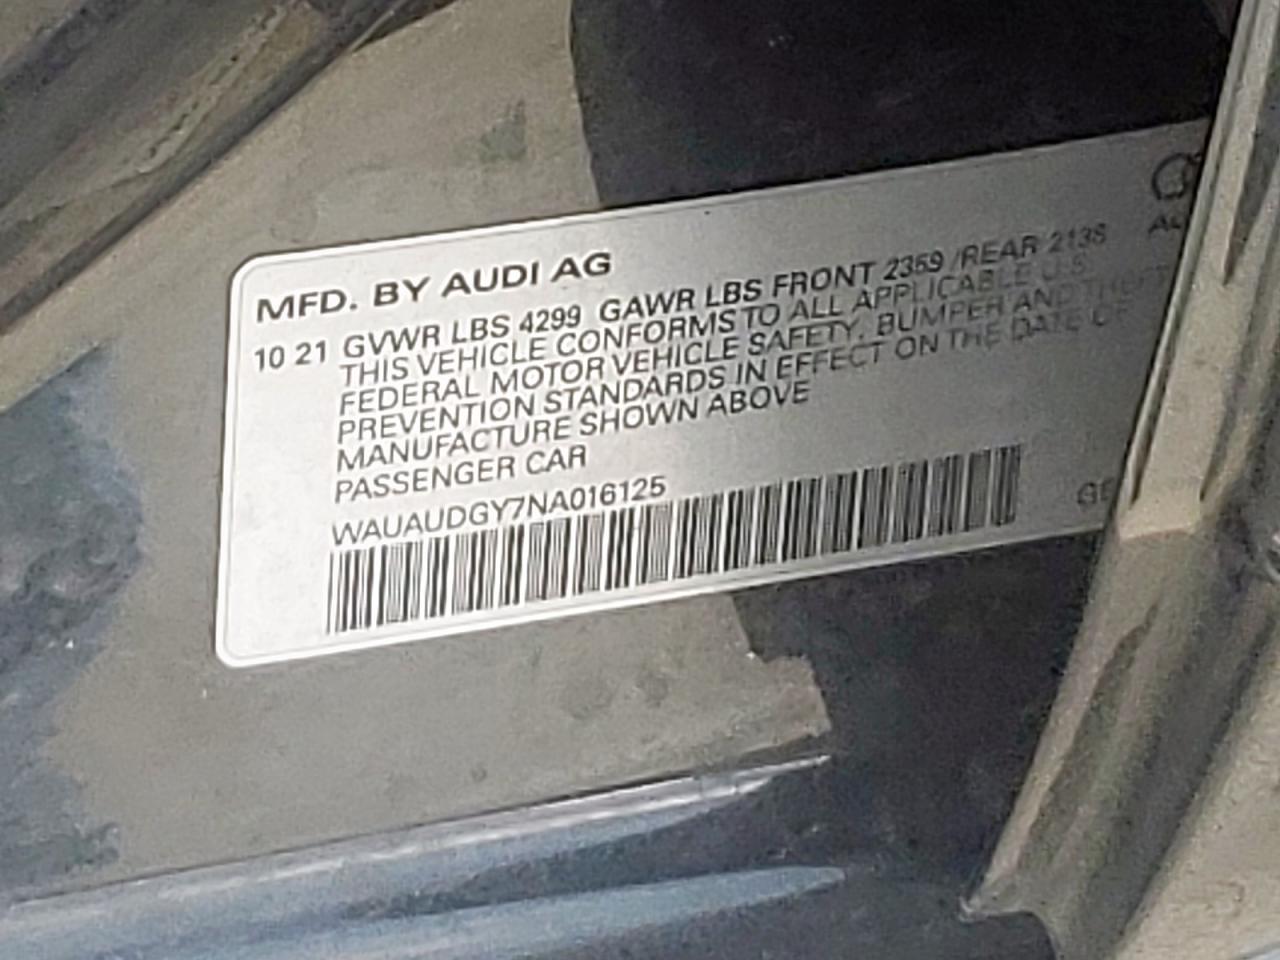 MFD. BY AUDI AG
10 21 GVWR LBS 4299 GAWR LBS FRONT 2359 /REAR 2138
THIS VEHICLE CONFORMS TO ALL APPLICABLE U.S.
FEDERAL MOTOR VEHICLE SAFETY, BUMPER AND THEFT
PREVENTION STANDARDS IN EFFECT ON THE DATE OF
MANUFACTURE SHOWN ABOVE
PASSENGER CAR
WAUAUDGY7NA016125